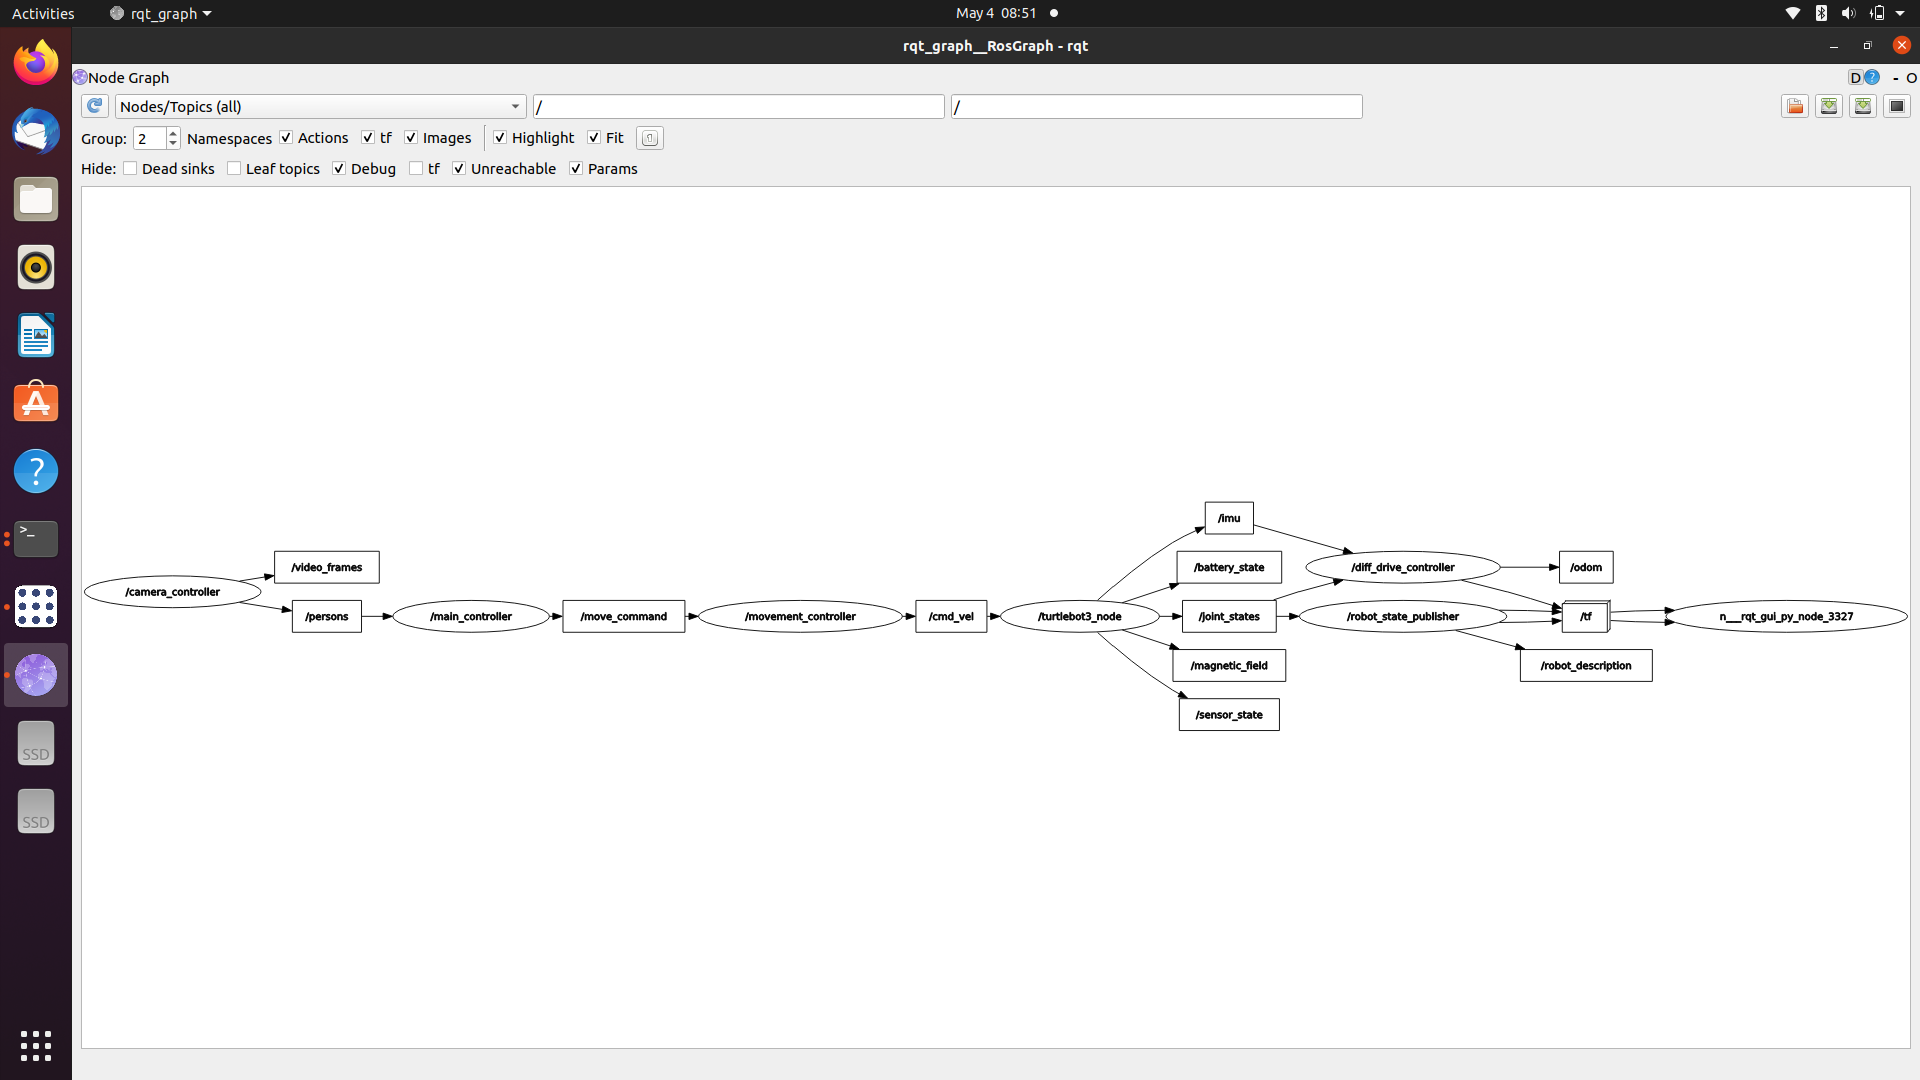 Activities rqt_graph May 4 08:51
rqt_graph__RosGraph - rqt
Node Graph D ? - O
Nodes/Topics (all) / /
Group: 2 Namespaces Actions tf Images Highlight Fit
Hide: Dead sinks Leaf topics Debug tf Unreachable Params
/imu
/video_frames /battery_state /diff_drive_controller /odom
/camera_controller
/persons /main_controller /move_command /movement_controller /cmd_vel /turtlebot3_node /joint_states /robot_state_publisher /tf n___rqt_gui_py_node_3327
/magnetic_field /robot_description
/sensor_state
?
>_
SSD
SSD